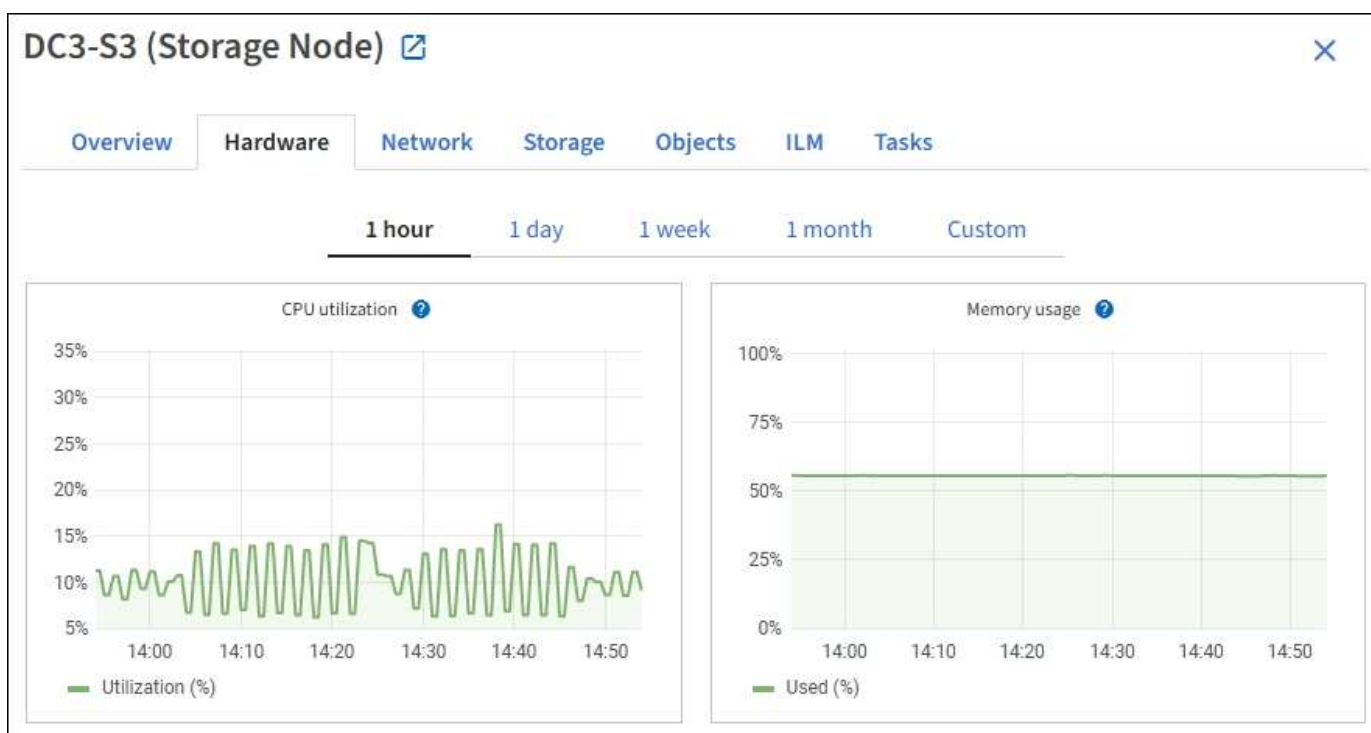 DC3-S3 (Storage Node)
Overview Hardware Network Storage Objects ILM Tasks
1 hour 1 day 1 week 1 month Custom
CPU utilization ?
35%
30%
25%
20%
15%
10%
5%
14:00 14:10 14:20 14:30 14:40 14:50
Utilization (%)
Memory usage ?
100%
75%
50%
25%
0%
14:00 14:10 14:20 14:30 14:40 14:50
Used (%)